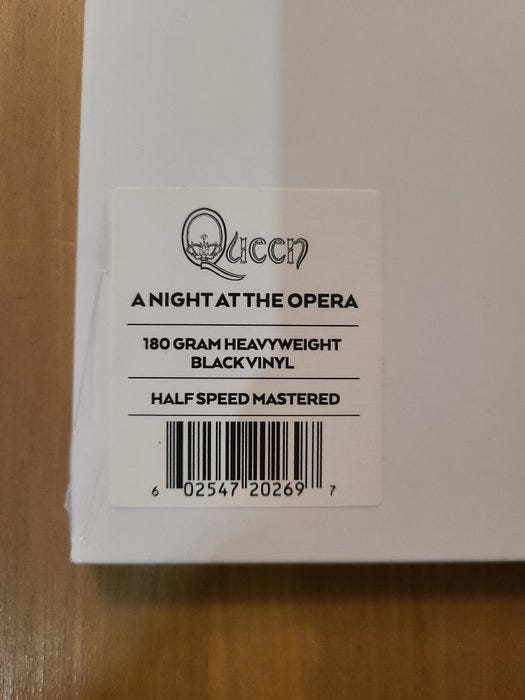 Queen
A NIGHT AT THE OPERA
180 GRAM HEAVYWEIGHT
BLACK VINYL
HALF SPEED MASTERED
6 02547 20269 7